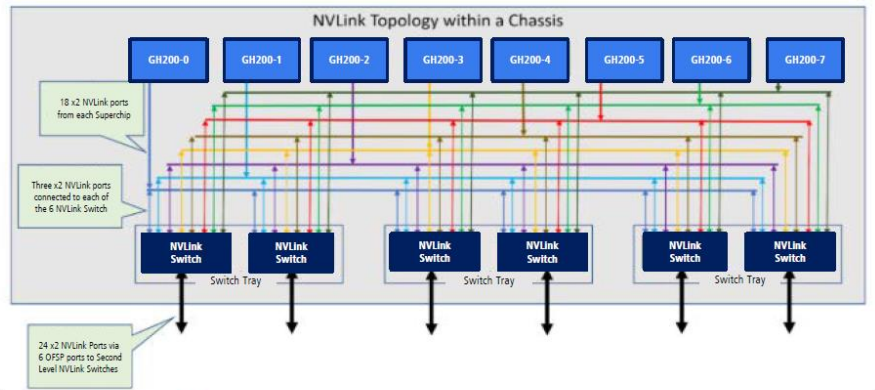 NVLink Topology within a Chassis
GH200-0
GH200-1
GH200-2
GH200-3
GH200-4
GH200-5
GH200-6
GH200-7
18 x2 NVLink ports
from each Superchip
Three x2 NVLink ports
connected to each of
the 6 NVLink Switch
NVLink
Switch
NVLink
Switch
NVLink
Switch
NVLink
Switch
NVLink
Switch
NVLink
Switch
Switch Tray
Switch Tray
Switch Tray
24 x2 NVLink Ports via
6 OFSP ports to Second
Level NVLink Switches